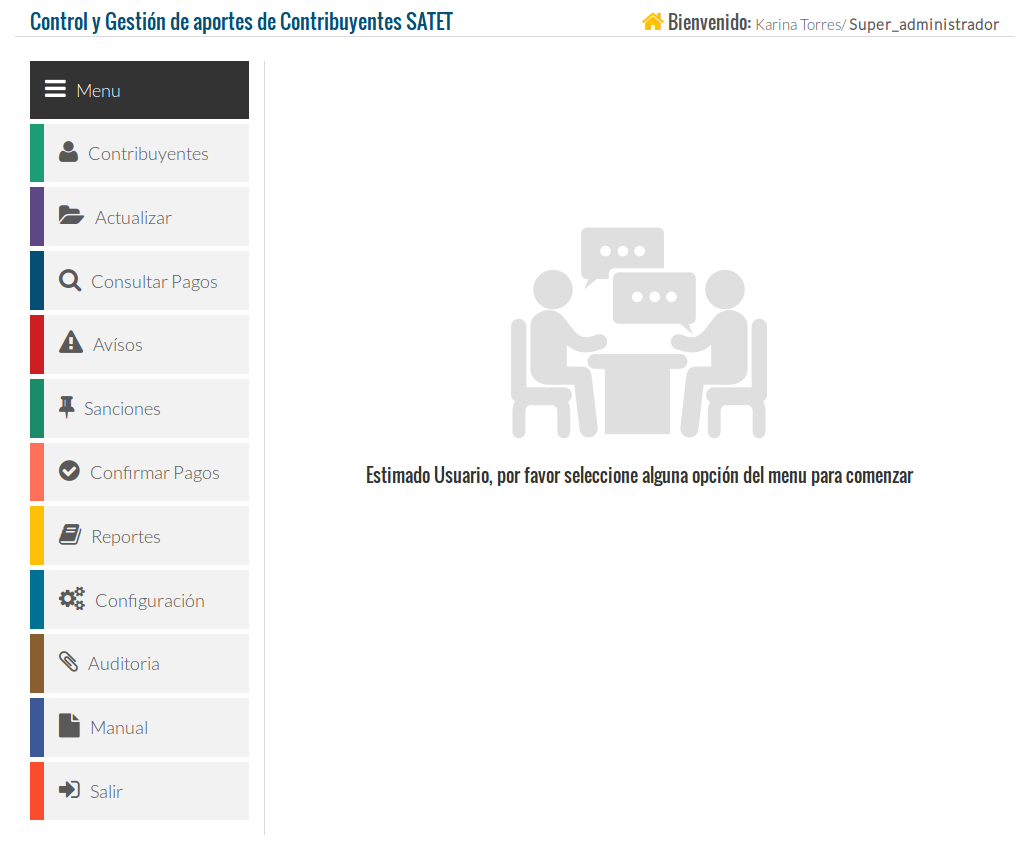 Control y Gestión de aportes de Contribuyentes SATET
Bienvenido: Karina Torres/ Super_administrador
Menu
Contribuyentes
Actualizar
Consultar Pagos
Avísos
Sanciones
Confirmar Pagos
Reportes
Configuración
Auditoria
Manual
Salir
Estimado Usuario, por favor seleccione alguna opción del menu para comenzar